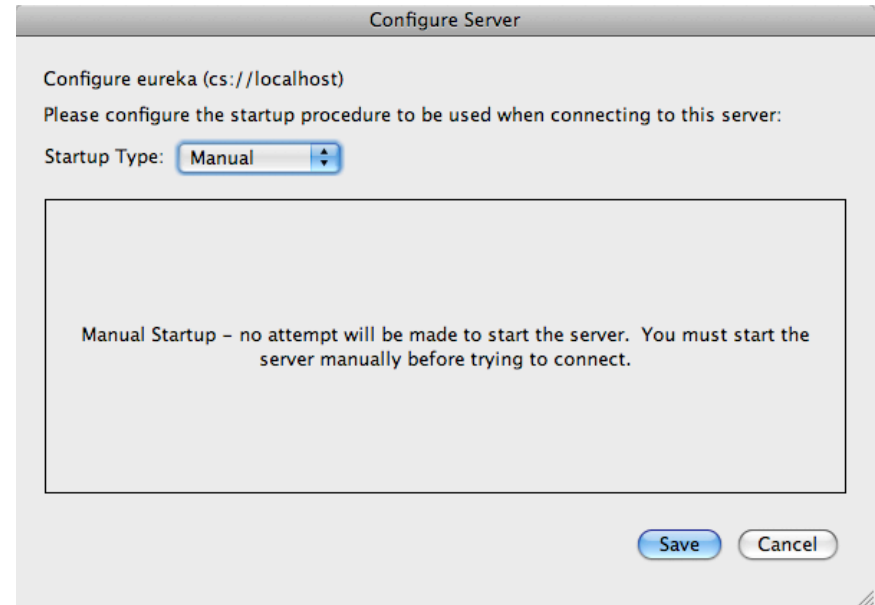 Configure Server
Configure eureka (cs://localhost)
Please configure the startup procedure to be used when connecting to this server:
Startup Type: Manual
Manual Startup – no attempt will be made to start the server. You must start the
server manually before trying to connect.
Save Cancel